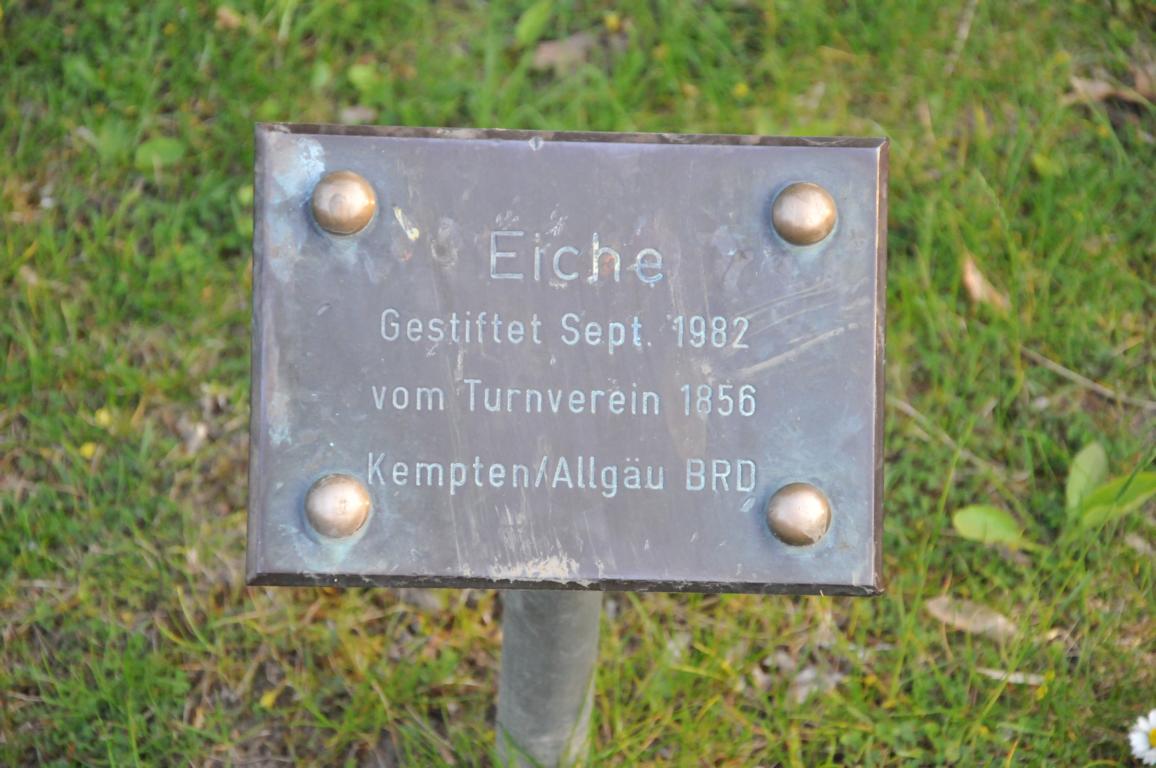 Eiche
Gestiftet Sept. 1982
vom Turnverein 1856
Kempten/Allgäu BRD